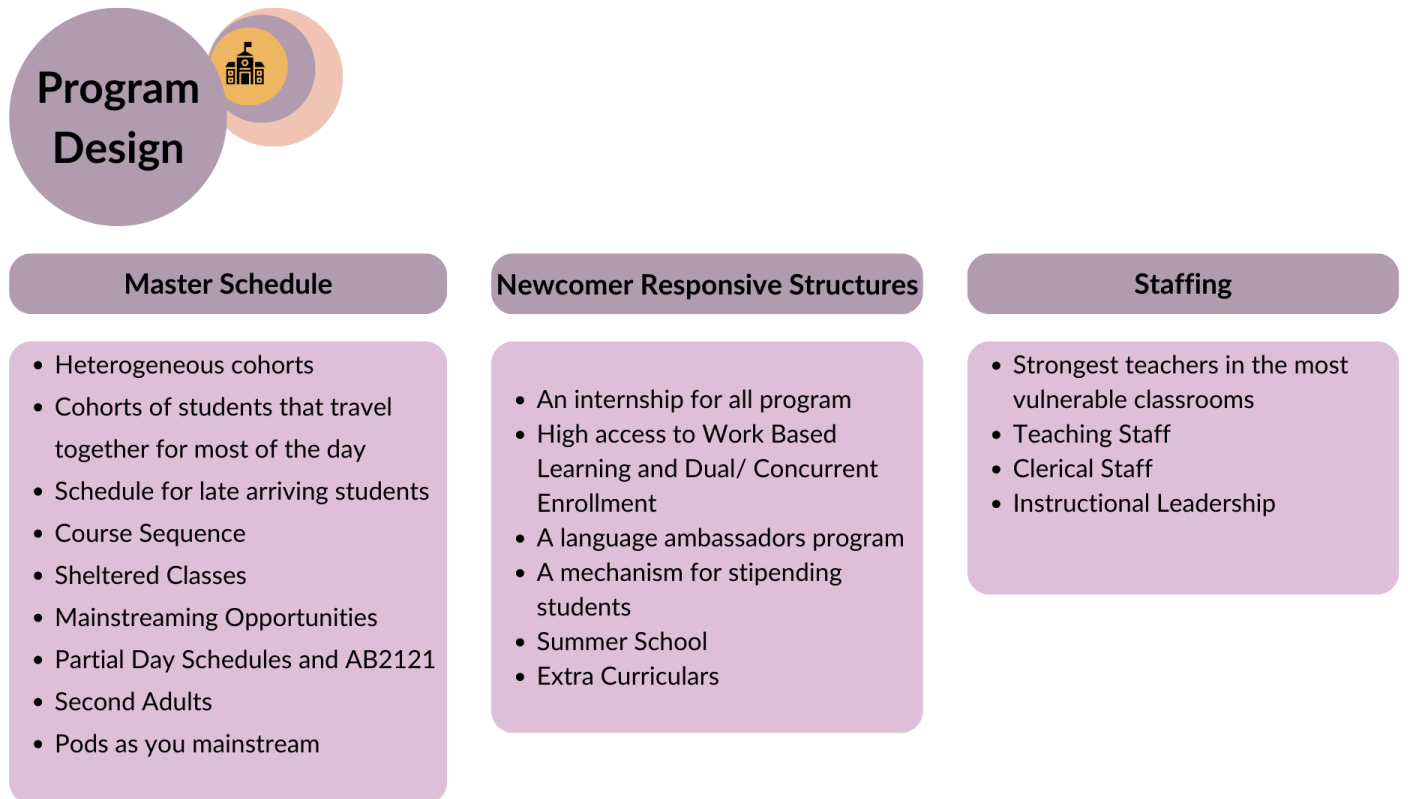 Program
Design
Master Schedule
• Heterogeneous cohorts
• Cohorts of students that travel
together for most of the day
• Schedule for late arriving students
• Course Sequence
• Sheltered Classes
• Mainstreaming Opportunities
• Partial Day Schedules and AB2121
• Second Adults
• Pods as you mainstream
Newcomer Responsive Structures
• An internship for all program
• High access to Work Based
Learning and Dual/ Concurrent
Enrollment
• A language ambassadors program
• A mechanism for stipending
students
• Summer School
• Extra Curriculars
Staffing
• Strongest teachers in the most
vulnerable classrooms
• Teaching Staff
• Clerical Staff
• Instructional Leadership